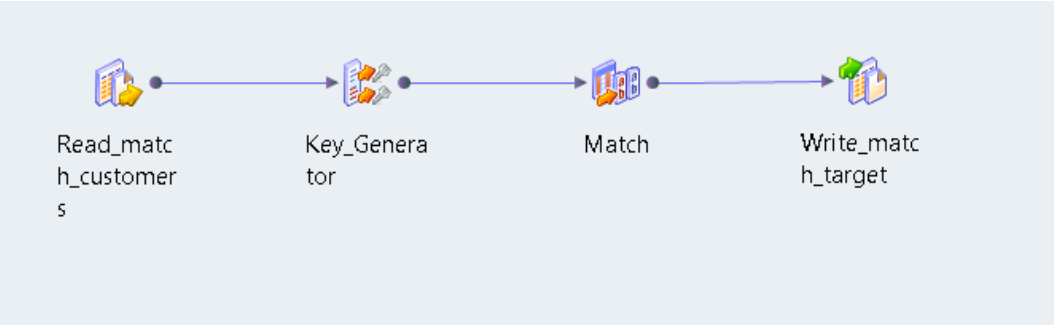 Read_matc
h_customer
s
Key_Genera
tor
Match
Write_matc
h_target